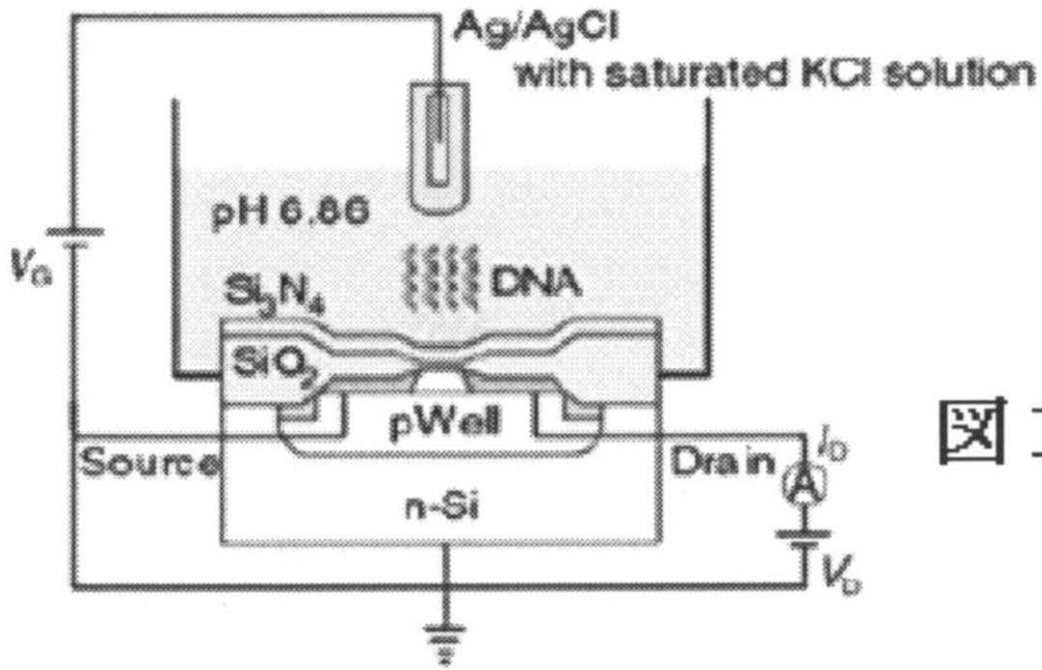 Ag/AgCl
with saturated KCl solution
pH 6.86
V_G
Si₃N₄
DNA
SiO₂
pWell
Source
Drain
I_D
A
n-Si
V_D
図